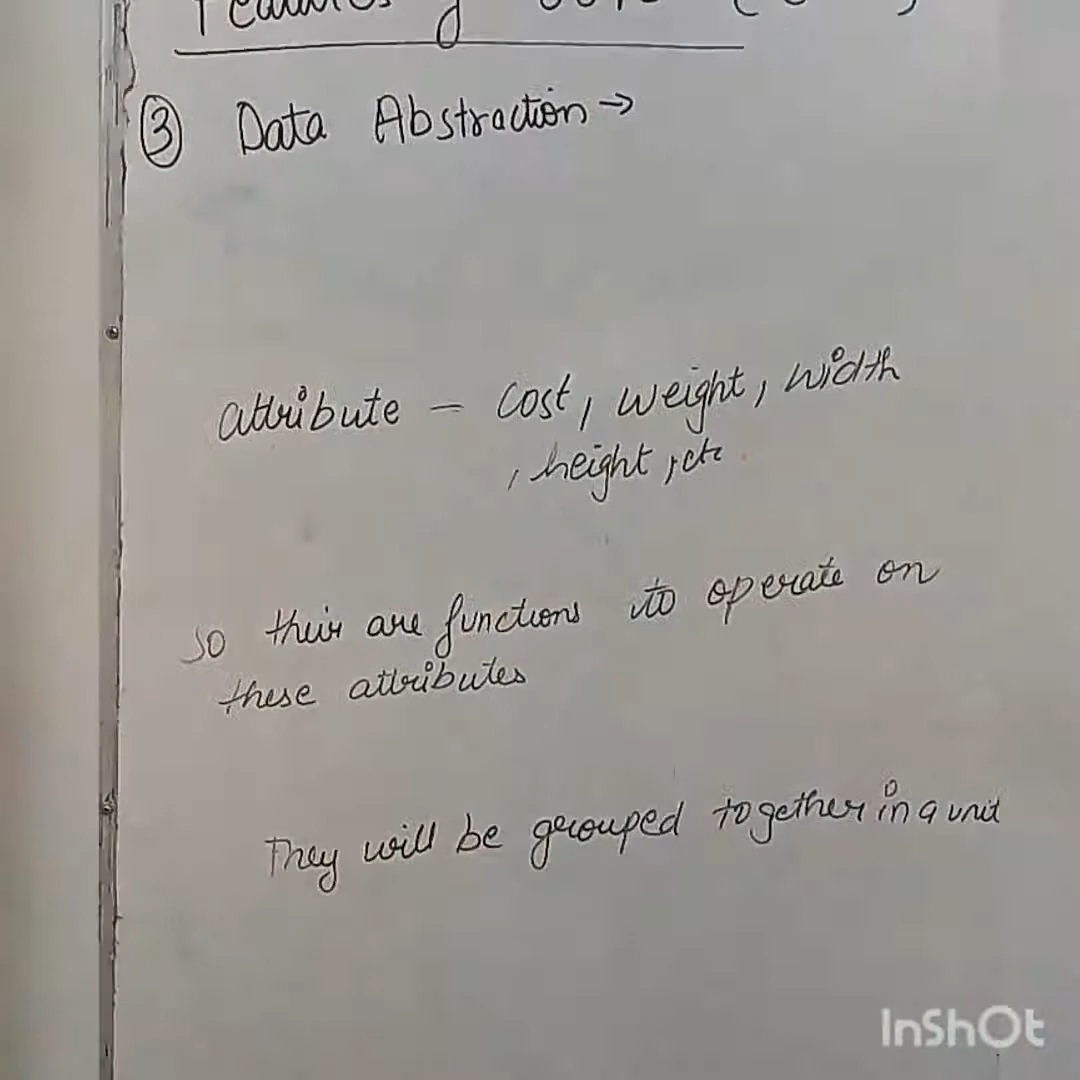 ③ Data Abstraction →
attribute – Cost, weight, width
, height, etc
so their are functions to operate on
these attributes
They will be grouped together in a unit
InShOt